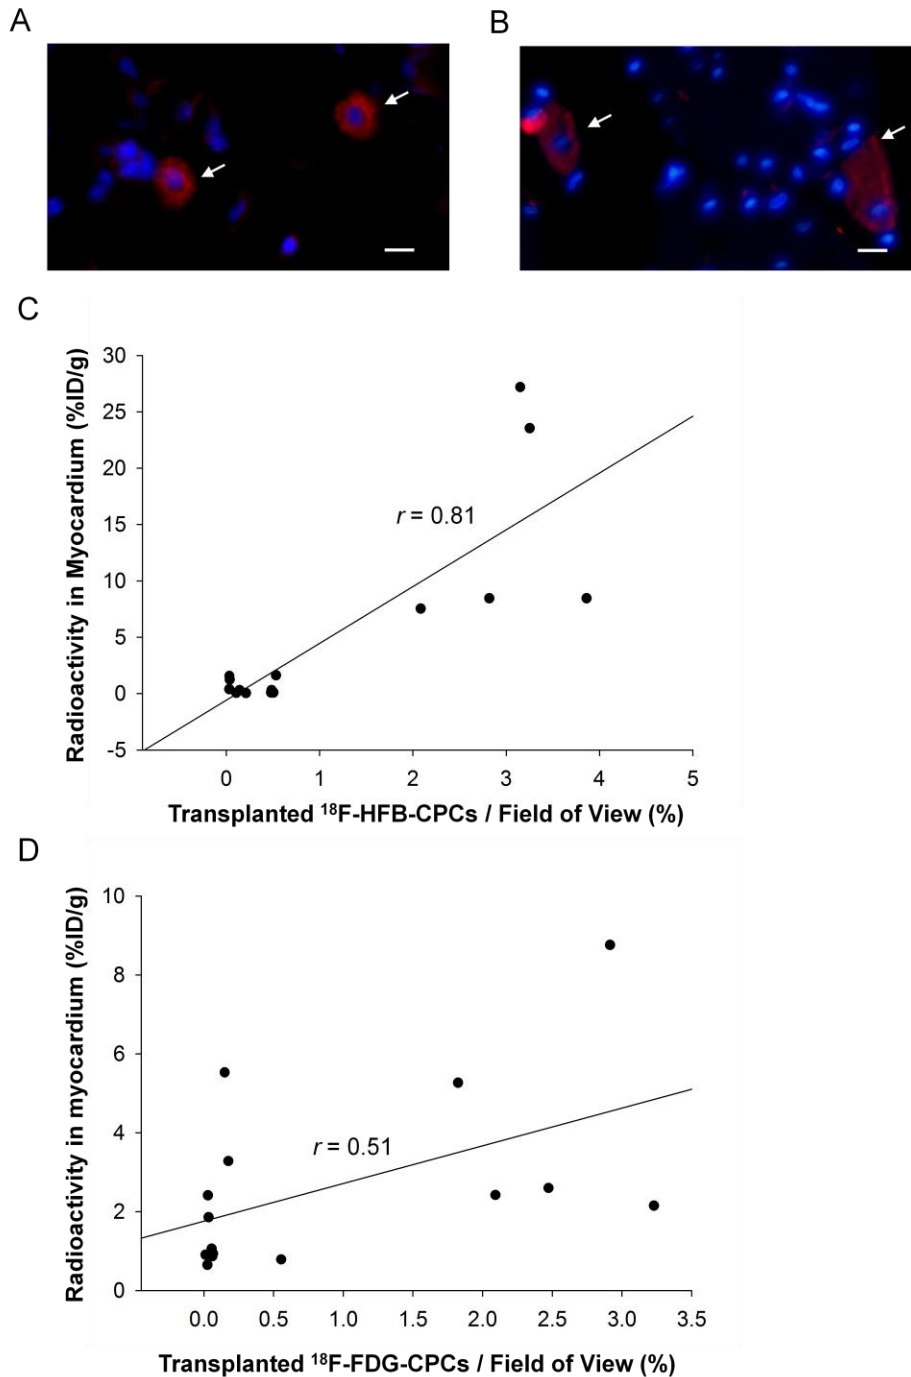 A
B
C
30
25
20
15
10
5
0
-5
Radioactivity in Myocardium (%ID/g)
r = 0.81
0 1 2 3 4 5
Transplanted ¹⁸F-HFB-CPCs / Field of View (%)
D
10
8
6
4
2
0
Radioactivity in myocardium (%ID/g)
r = 0.51
0.0 0.5 1.0 1.5 2.0 2.5 3.0 3.5
Transplanted ¹⁸F-FDG-CPCs / Field of View (%)